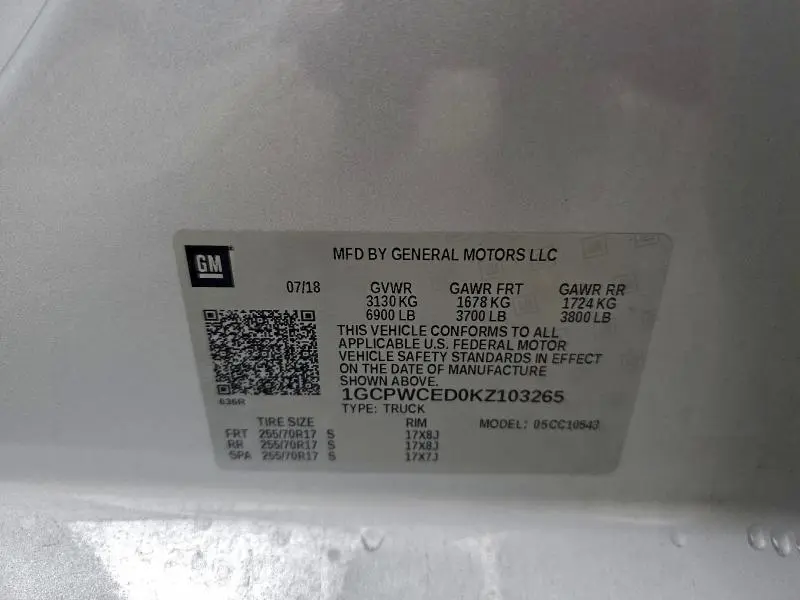 GM
MFD BY GENERAL MOTORS LLC
07/18 GVWR GAWR FRT GAWR RR
3130 KG 1678 KG 1724 KG
6900 LB 3700 LB 3800 LB
THIS VEHICLE CONFORMS TO ALL
APPLICABLE U.S. FEDERAL MOTOR
VEHICLE SAFETY STANDARDS IN EFFECT
ON THE DATE OF MANUFACTURE
SHOWN ABOVE.
036R
1GCPWCED0KZ103265
TYPE: TRUCK
TIRE SIZE RIM MODEL: 05CC10543
FRT 255/70R17 S 17X8J
RR 255/70R17 S 17X8J
SPA 255/70R17 S 17X7J